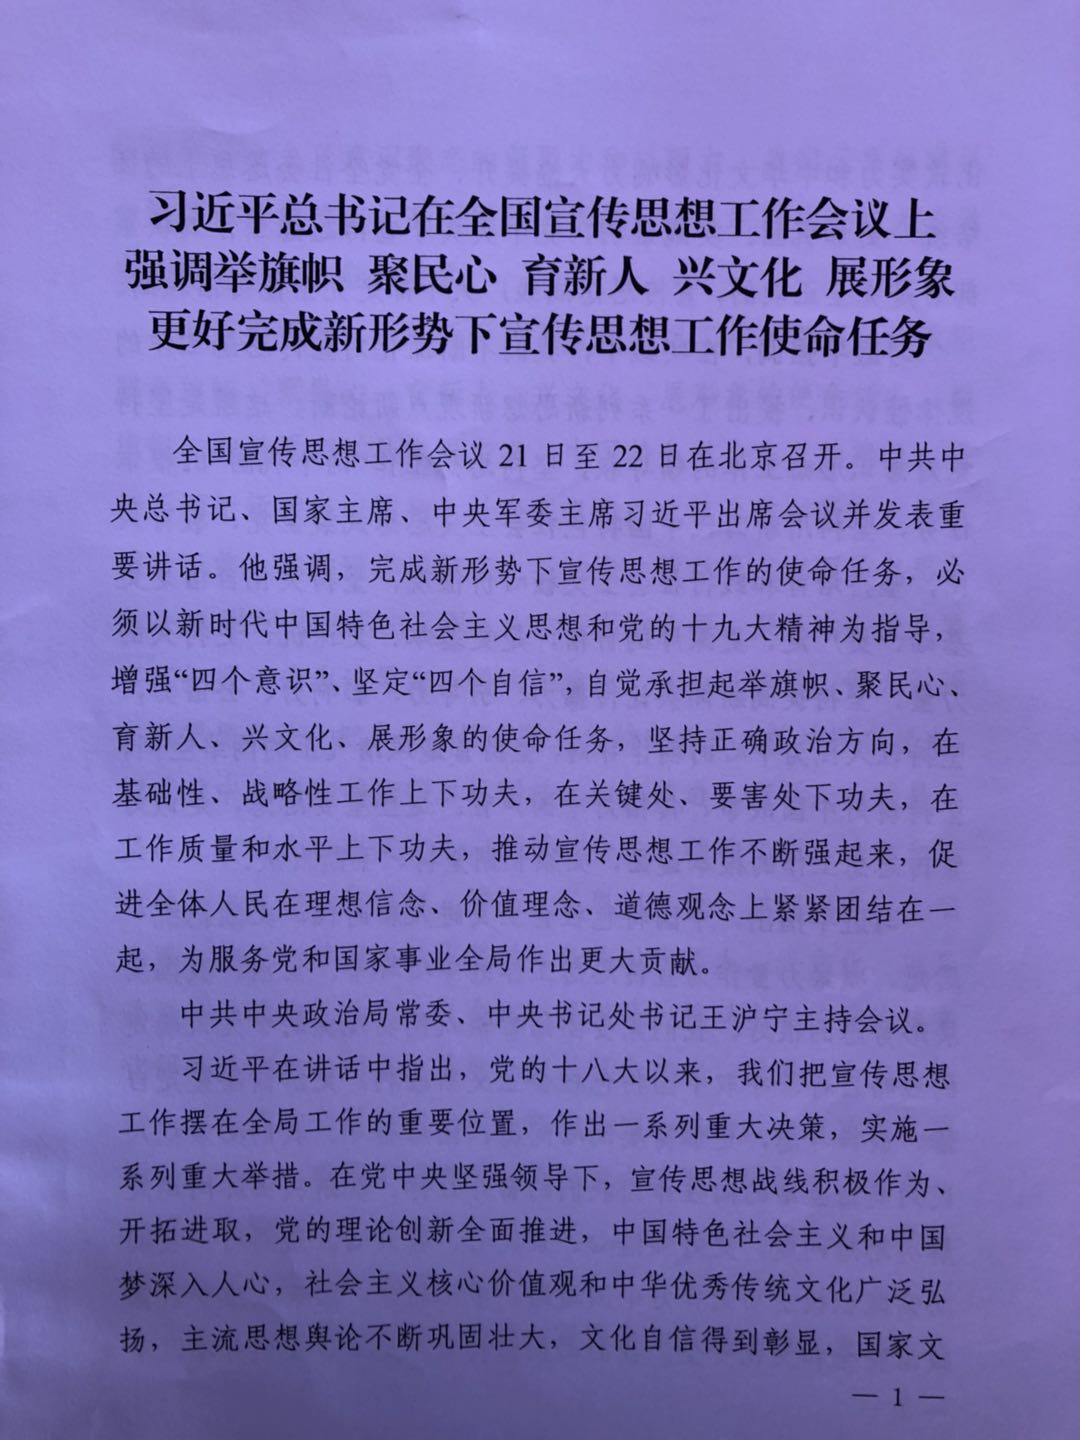 习近平总书记在全国宣传思想工作会议上
强调举旗帜 聚民心 育新人 兴文化 展形象
更好完成新形势下宣传思想工作使命任务
全国宣传思想工作会议21日至22日在北京召开。中共中
央总书记、国家主席、中央军委主席习近平出席会议并发表重
要讲话。他强调，完成新形势下宣传思想工作的使命任务，必
须以新时代中国特色社会主义思想和党的十九大精神为指导，
增强“四个意识”、坚定“四个自信”，自觉承担起举旗帜、聚民心、
育新人、兴文化、展形象的使命任务，坚持正确政治方向，在
基础性、战略性工作上下功夫，在关键处、要害处下功夫，在
工作质量和水平上下功夫，推动宣传思想工作不断强起来，促
进全体人民在理想信念、价值理念、道德观念上紧紧团结在一
起，为服务党和国家事业全局作出更大贡献。
中共中央政治局常委、中央书记处书记王沪宁主持会议。
习近平在讲话中指出，党的十八大以来，我们把宣传思想
工作摆在全局工作的重要位置，作出一系列重大决策，实施一
系列重大举措。在党中央坚强领导下，宣传思想战线积极作为、
开拓进取，党的理论创新全面推进，中国特色社会主义和中国
梦深入人心，社会主义核心价值观和中华优秀传统文化广泛弘
扬，主流思想舆论不断巩固壮大，文化自信得到彰显，国家文
— 1 —